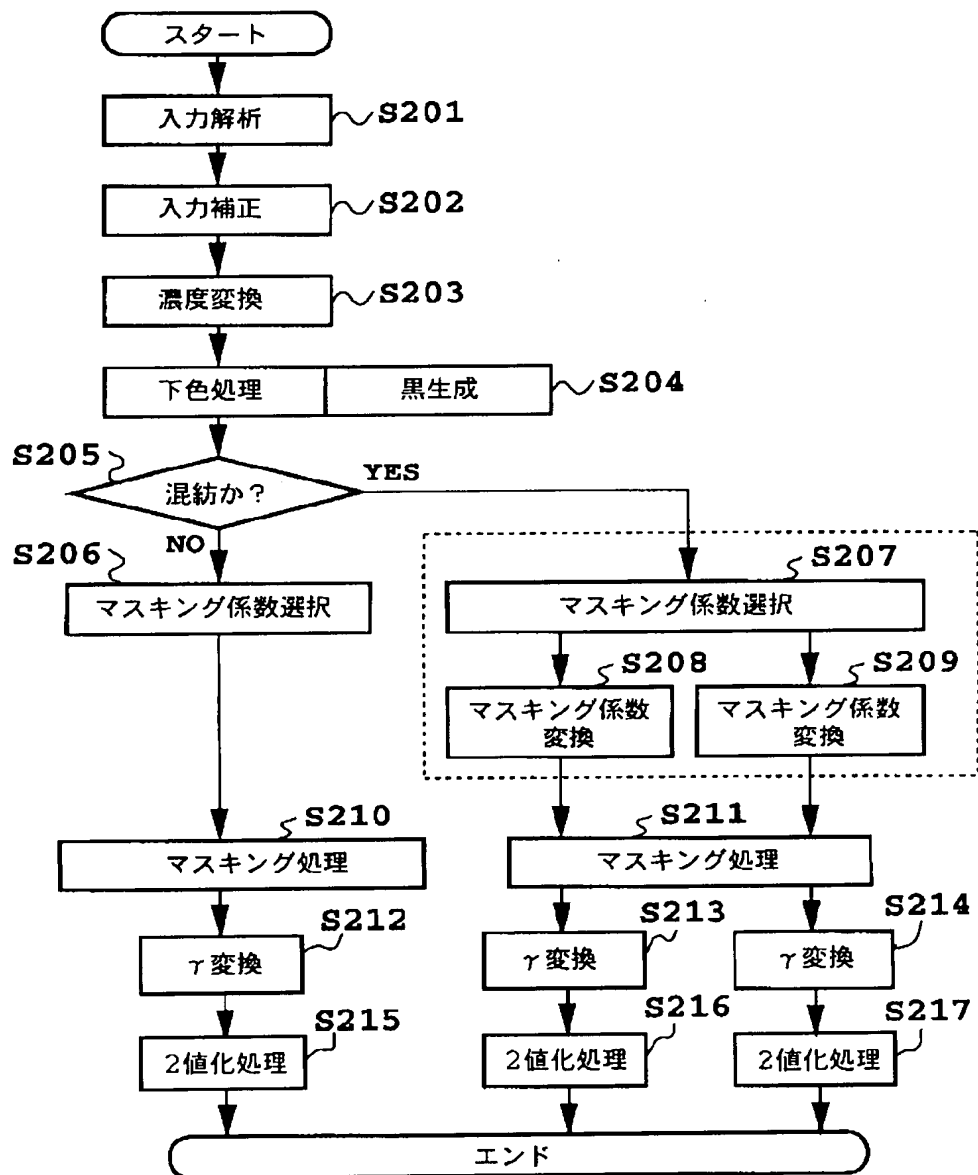 スタート
入力解析
S201
入力補正
S202
濃度変換
S203
下色処理
黒生成
S204
S205
混紡か?
YES
NO
S206
マスキング係数選択
S207
マスキング係数選択
S208
マスキング係数
変換
S209
マスキング係数
変換
S210
マスキング処理
S211
マスキング処理
S212
γ変換
S213
γ変換
S214
γ変換
S215
2値化処理
S216
2値化処理
S217
2値化処理
エンド